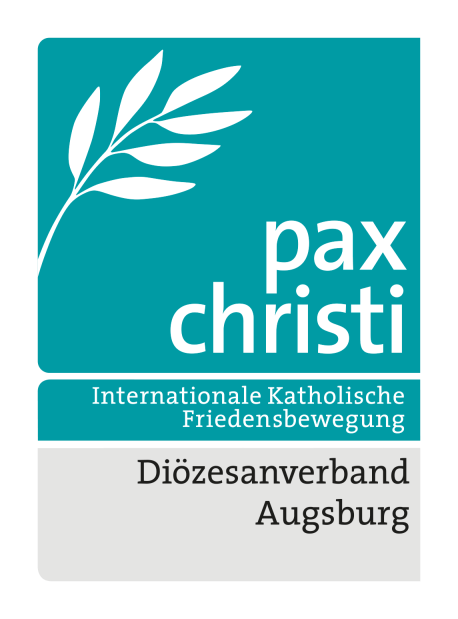 pax
christi
Internationale Katholische
Friedensbewegung
Diözesanverband
Augsburg